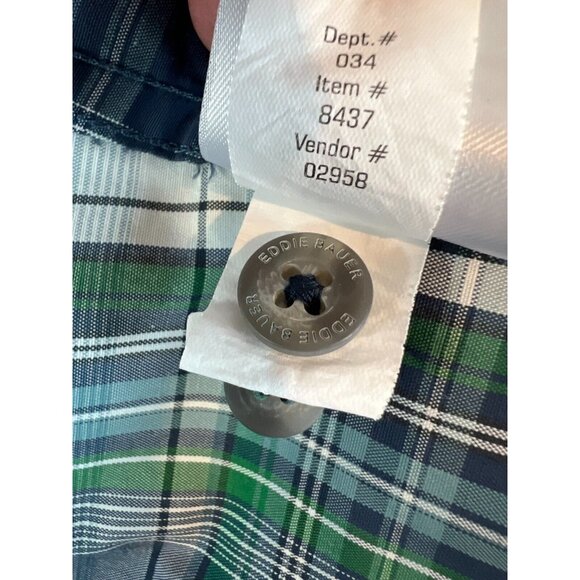 Dept.#
034
Item #
8437
Vendor #
02958
EDDIE BAUER
EDDIE BAUER